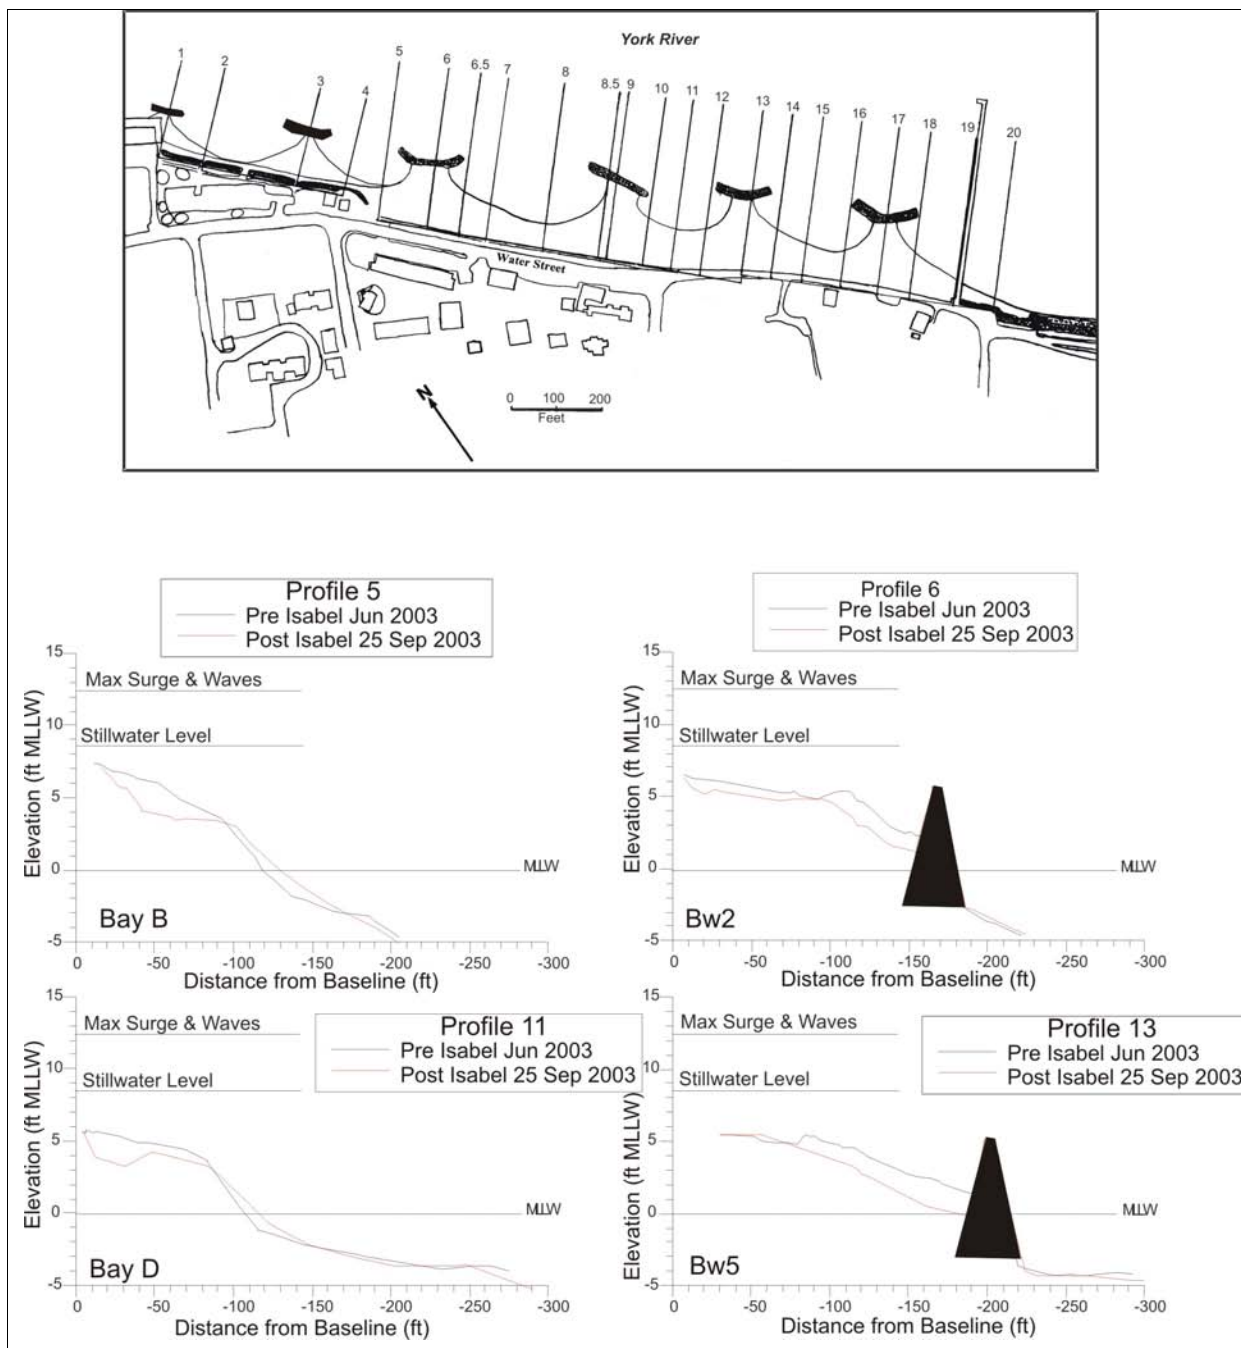 York River
1
2
3
4
5
6
6.5
7
8
8.5
9
10
11
12
13
14
15
16
17
18
19
20
Water Street
N
0 100 200
Feet
Profile 5
Pre Isabel Jun 2003
Post Isabel 25 Sep 2003
15
10
5
0
-5
Elevation (ft MLLW)
Max Surge & Waves
Stillwater Level
MLLW
Bay B
0 -50 -100 -150 -200 -250 -300
Distance from Baseline (ft)
Profile 6
Pre Isabel Jun 2003
Post Isabel 25 Sep 2003
15
10
5
0
-5
Elevation (ft MLLW)
Max Surge & Waves
Stillwater Level
MLLW
Bw2
0 -50 -100 -150 -200 -250 -300
Distance from Baseline (ft)
Profile 11
Pre Isabel Jun 2003
Post Isabel 25 Sep 2003
15
10
5
0
-5
Elevation (ft MLLW)
Max Surge & Waves
Stillwater Level
MLLW
Bay D
0 -50 -100 -150 -200 -250 -300
Distance from Baseline (ft)
Profile 13
Pre Isabel Jun 2003
Post Isabel 25 Sep 2003
15
10
5
0
-5
Elevation (ft MLLW)
Max Surge & Waves
Stillwater Level
MLLW
Bw5
0 -50 -100 -150 -200 -250 -300
Distance from Baseline (ft)